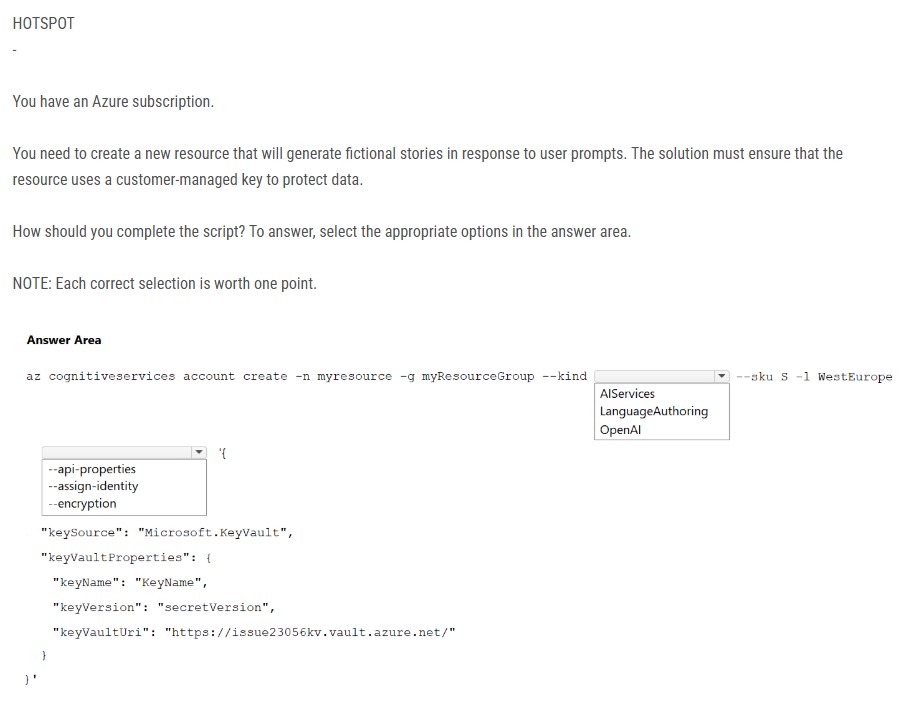 HOTSPOT
-
You have an Azure subscription.
You need to create a new resource that will generate fictional stories in response to user prompts. The solution must ensure that the
resource uses a customer-managed key to protect data.
How should you complete the script? To answer, select the appropriate options in the answer area.
NOTE: Each correct selection is worth one point.
Answer Area
az cognitiveservices account create -n myresource -g myResourceGroup --kind --sku S -l WestEurope
AIServices
LanguageAuthoring
OpenAI
'{
--api-properties
--assign-identity
--encryption
"keySource": "Microsoft.KeyVault",
"keyVaultProperties": {
"keyName": "KeyName",
"keyVersion": "secretVersion",
"keyVaultUri": "https://issue23056kv.vault.azure.net/"
}
}'